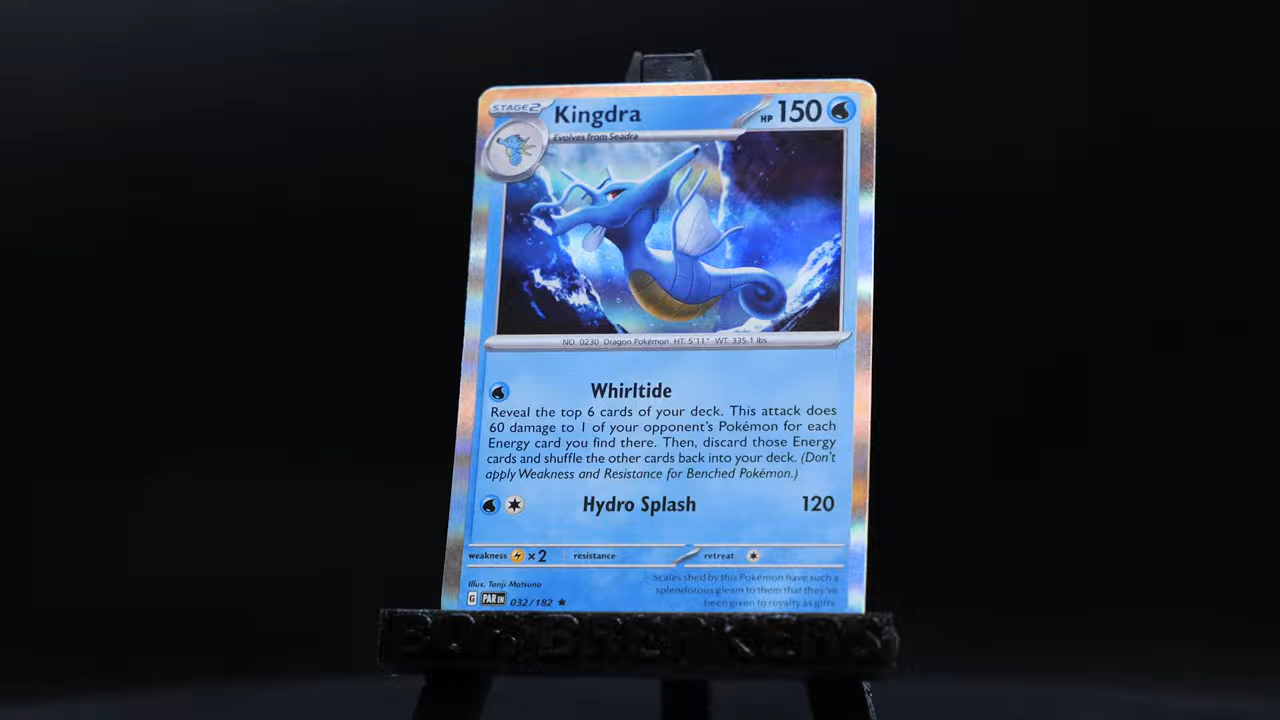 STAGE2 Kingdra HP 150
Evolves from Seadra
NO. 0230 Dragon Pokémon HT: 5'11" WT: 335.1 lbs
Whirltide
Reveal the top 6 cards of your deck. This attack does
60 damage to 1 of your opponent's Pokémon for each
Energy card you find there. Then, discard those Energy
cards and shuffle the other cards back into your deck. (Don't
apply Weakness and Resistance for Benched Pokémon.)
Hydro Splash 120
weakness ×2 resistance retreat
Illus. Tenji Matsuno
Scales shed by this Pokémon have such a
splendorous gleam to them that they've
been given to royalty as gifts.
G PAR EN 032/182
BOX BREAKERS